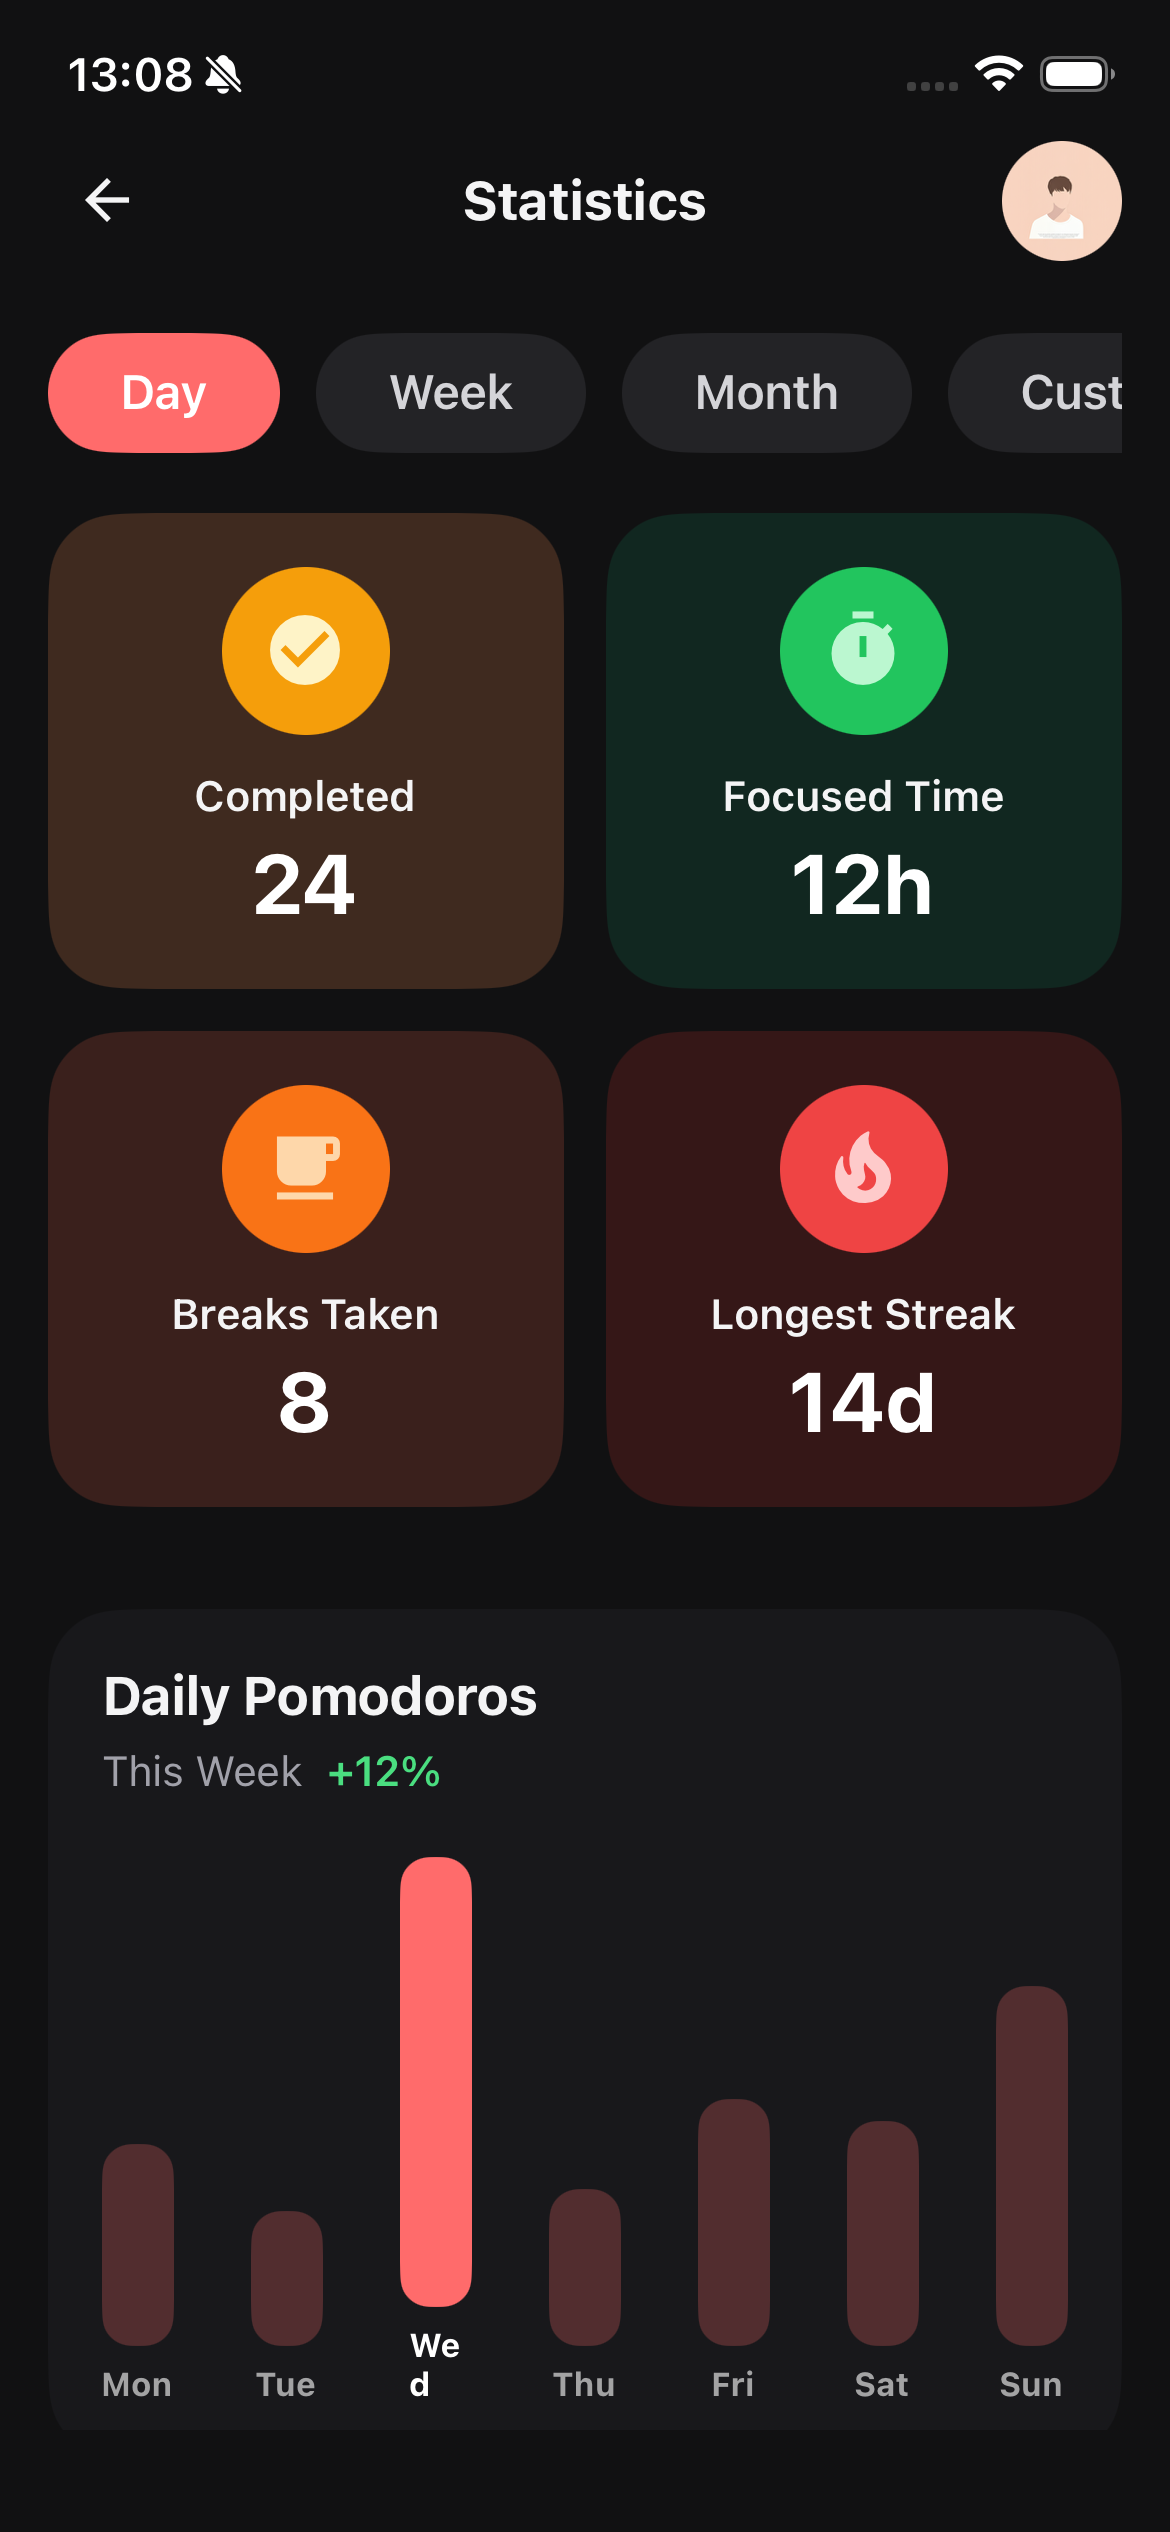 13:08
Statistics
Day Week Month Cust
Completed
24
Focused Time
12h
Breaks Taken
8
Longest Streak
14d
Daily Pomodoros
This Week +12%
Mon Tue We
d Thu Fri Sat Sun